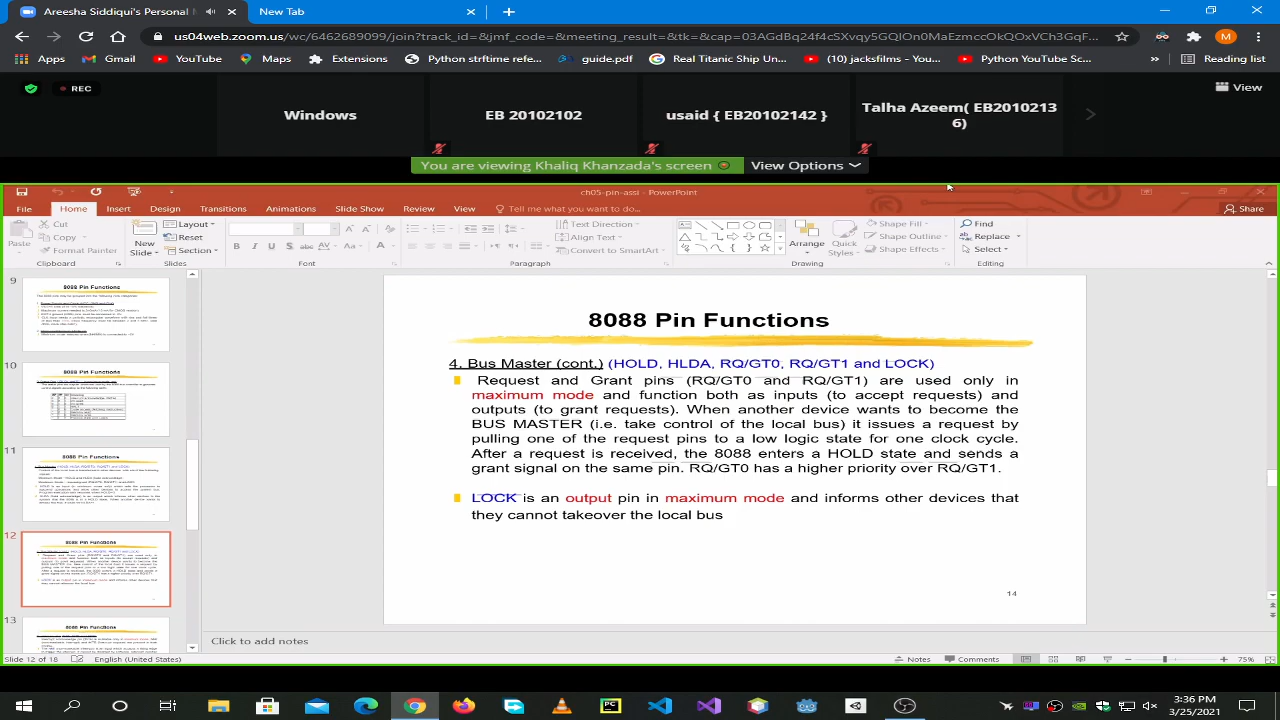 Aresha Siddiqui's Personal
New Tab
us04web.zoom.us/wc/6462689099/join?track_id=&jmf_code=&meeting_result=&tk=&cap=03AGdBq24f4cSXvqy5GQlOn0MaEzmccOkQOxVCh3GqF...
M
Apps
Gmail
YouTube
Maps
Extensions
Python strftime refe...
guide.pdf
Real Titanic Ship Un...
(10) jocksfilms - You...
Python YouTube Scr...
»
Reading list
REC
View
Windows
EB 20102102
usaid { EB20102142 }
Talha Azeem( EB2010213
6)
You are viewing Khaliq Khanzada's screen
View Options
ch05-pin-assi - PowerPoint
File
Home
Insert
Design
Transitions
Animations
Slide Show
Review
View
Tell me what you want to do...
Share
Paste
Cut
Copy
Format Painter
Clipboard
New
Slide
Layout
Reset
Section
Slides
B I U S abc AV Aa A
Font
Text Direction
Align Text
Convert to SmartArt
Paragraph
Arrange
Quick
Styles
Shape Fill
Shape Outline
Shape Effects
Drawing
Find
Replace
Select
Editing
9
8088 Pin Functions
10
8088 Pin Functions
11
8088 Pin Functions
12
8088 Pin Functions
13
8088 Pin Functions
8088 Pin Functions
4. Bus Master (cont.) (HOLD, HLDA, RQ/GT0, RQ/GT1 and LOCK)
Request and Grant pins (RQ/GT0 and RQ/GT1) are used only in
maximum mode and function both as inputs (to accept requests) and
outputs (to grant requests). When another device wants to become the
BUS MASTER (i.e. take control of the local bus) it issues a request by
pulling one of the request pins to a low logic state for one clock cycle.
After a request is received, the 8088 enters a HOLD state and sends a
grant signal on the same pin. RQ/GT0 has a higher priority over RQ/GT1.
LOCK is an output pin in maximum mode and informs other devices that
they cannot takeover the local bus
14
Click to add notes
Slide 12 of 18
English (United States)
Notes
Comments
75%
3:36 PM
3/25/2021